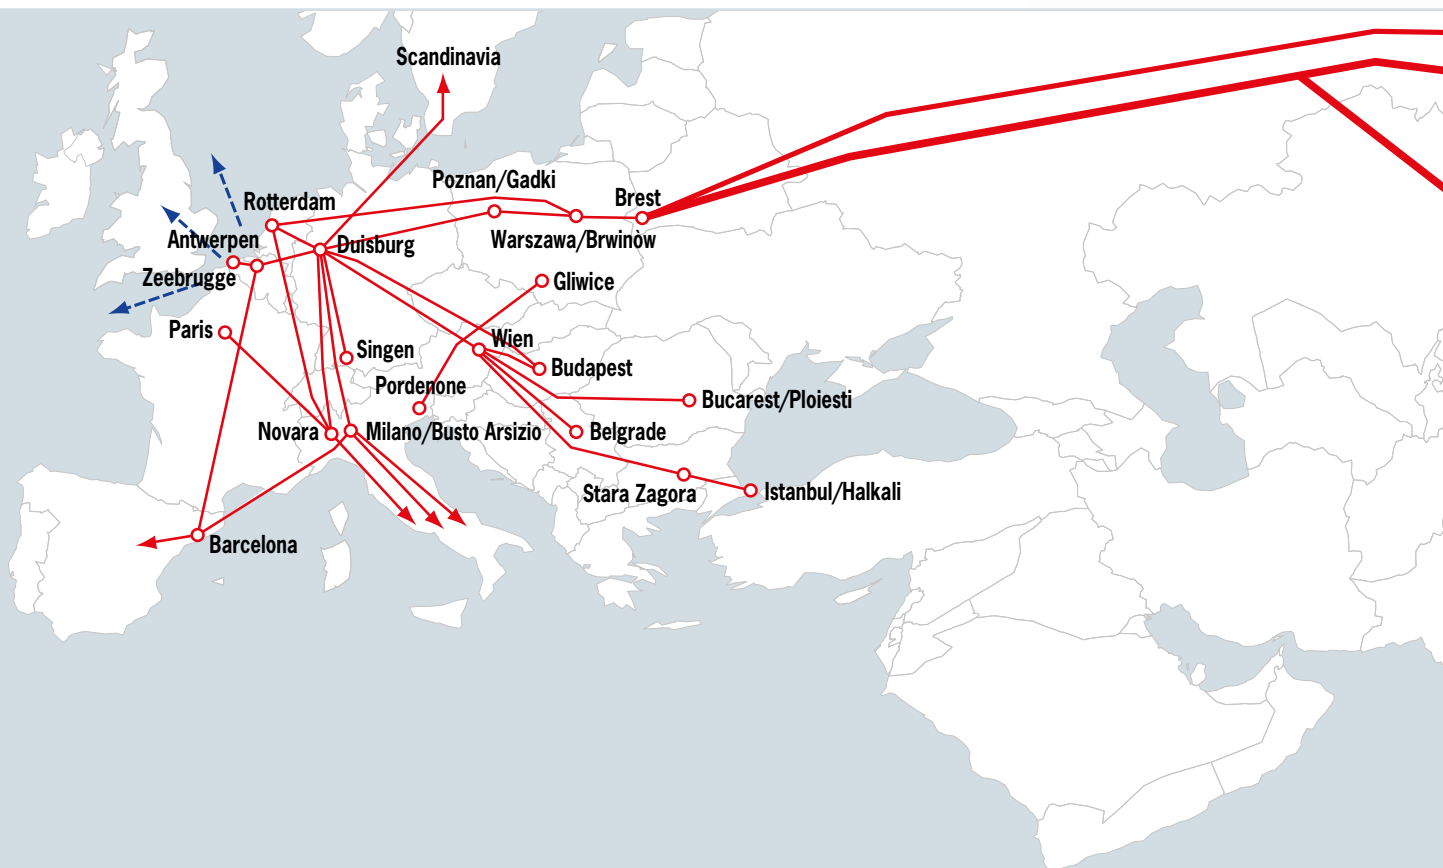 Scandinavia
Poznan/Gadki
Brest
Rotterdam
Antwerpen
Duisburg
Warszawa/Brwinòw
Zeebrugge
Gliwice
Paris
Wien
Singen
Budapest
Pordenone
Bucarest/Ploiesti
Novara
Milano/Busto Arsizio
Belgrade
Stara Zagora
Istanbul/Halkali
Barcelona